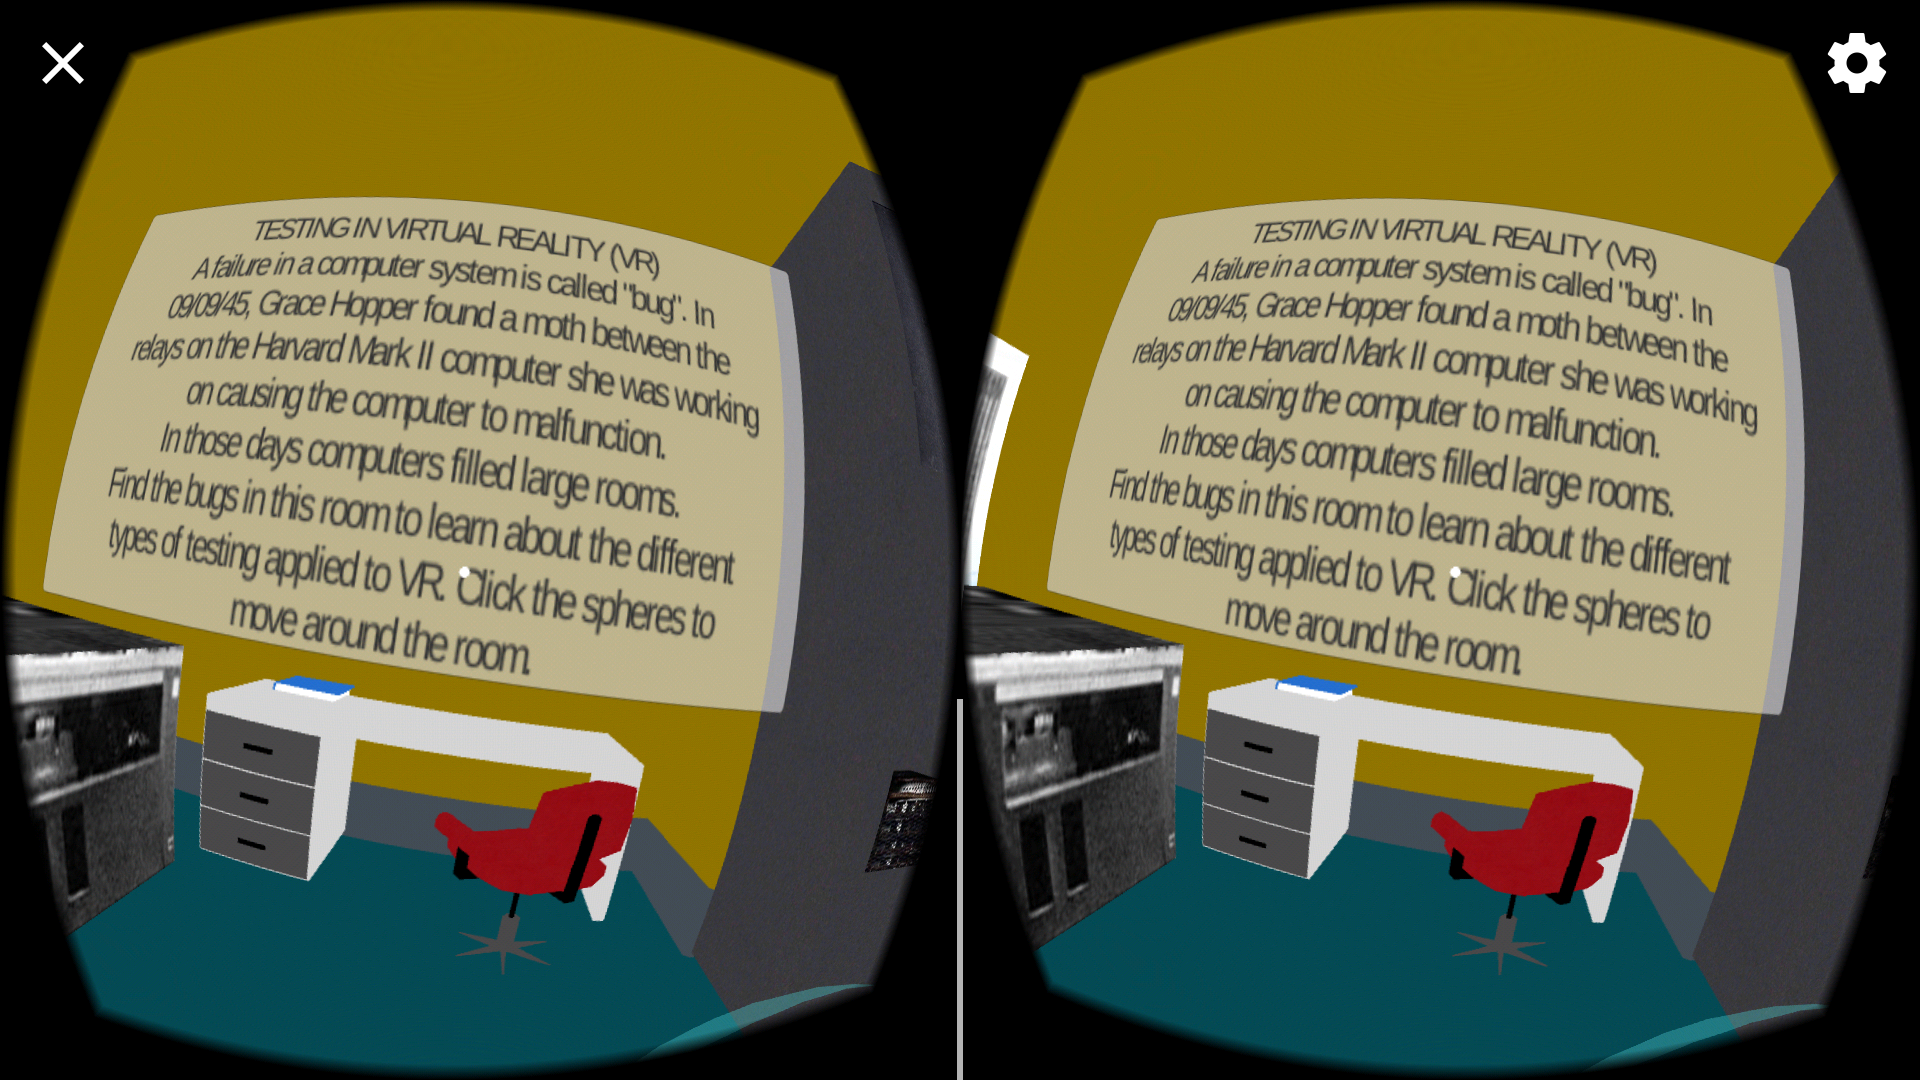 TESTING IN VIRTUAL REALITY (VR)
A failure in a computer system is called "bug". In
09/09/45, Grace Hopper found a moth between the
relays on the Harvard Mark II computer she was working
on causing the computer to malfunction.
In those days computers filled large rooms.
Find the bugs in this room to learn about the different
types of testing applied to VR. Click the spheres to
move around the room.
TESTING IN VIRTUAL REALITY (VR)
A failure in a computer system is called "bug". In
09/09/45, Grace Hopper found a moth between the
relays on the Harvard Mark II computer she was working
on causing the computer to malfunction.
In those days computers filled large rooms.
Find the bugs in this room to learn about the different
types of testing applied to VR. Click the spheres to
move around the room.